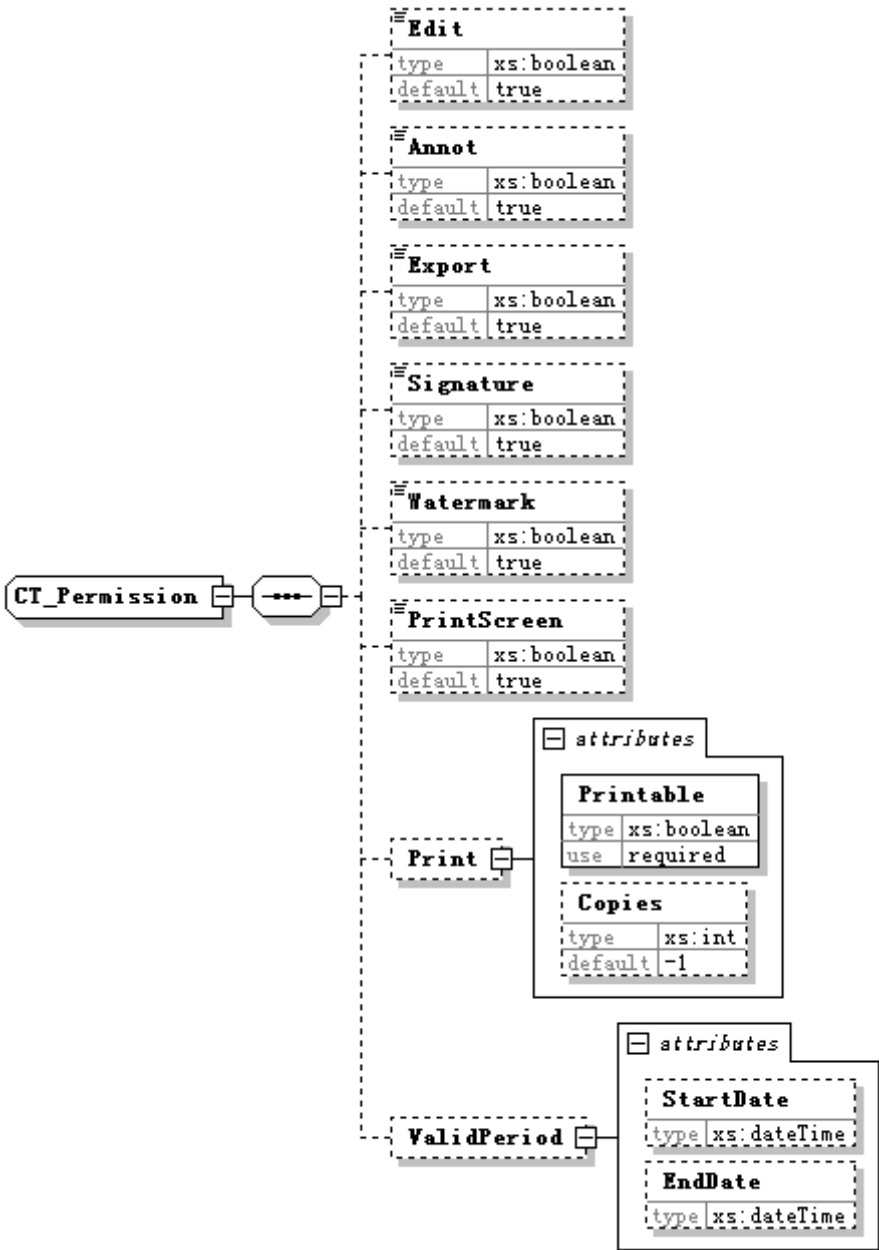 Edit
type xs:boolean
default true
Annot
type xs:boolean
default true
Export
type xs:boolean
default true
Signature
type xs:boolean
default true
Watermark
type xs:boolean
default true
CT_Permission
PrintScreen
type xs:boolean
default true
attributes
Printable
type xs:boolean
use required
Print
Copies
type xs:int
default -1
attributes
StartDate
type xs:dateTime
ValidPeriod
EndDate
type xs:dateTime